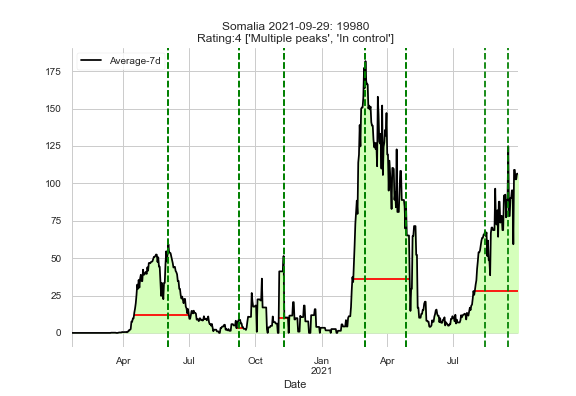 Somalia 2021-09-29: 19980
Rating:4 ['Multiple peaks', 'In control']
Average-7d
175
150
125
100
75
50
25
0
Apr Jul Oct Jan Apr Jul
2021
Date